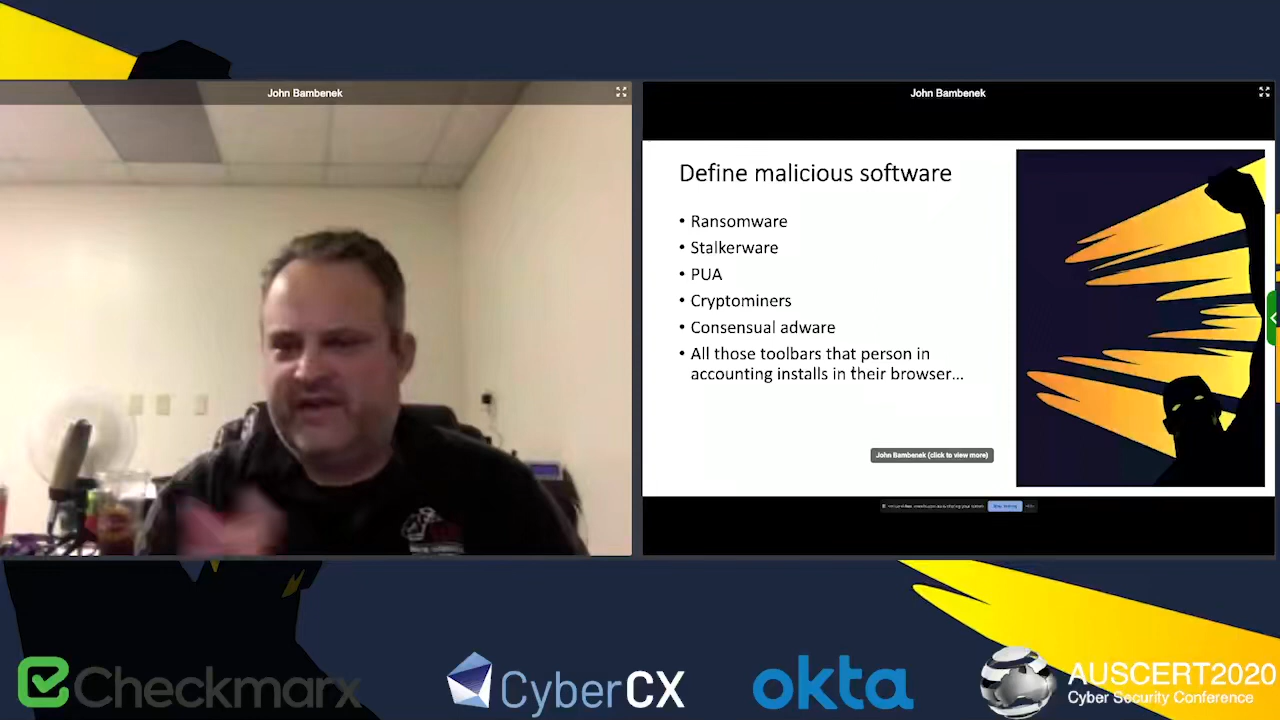 John Bambenek
John Bambenek
Define malicious software
• Ransomware
• Stalkerware
• PUA
• Cryptominers
• Consensual adware
• All those toolbars that person in
accounting installs in their browser...
John Bambenek (click to view more)
Checkmarx
CyberCX
okta
AUSCERT2020
Cyber Security Conference